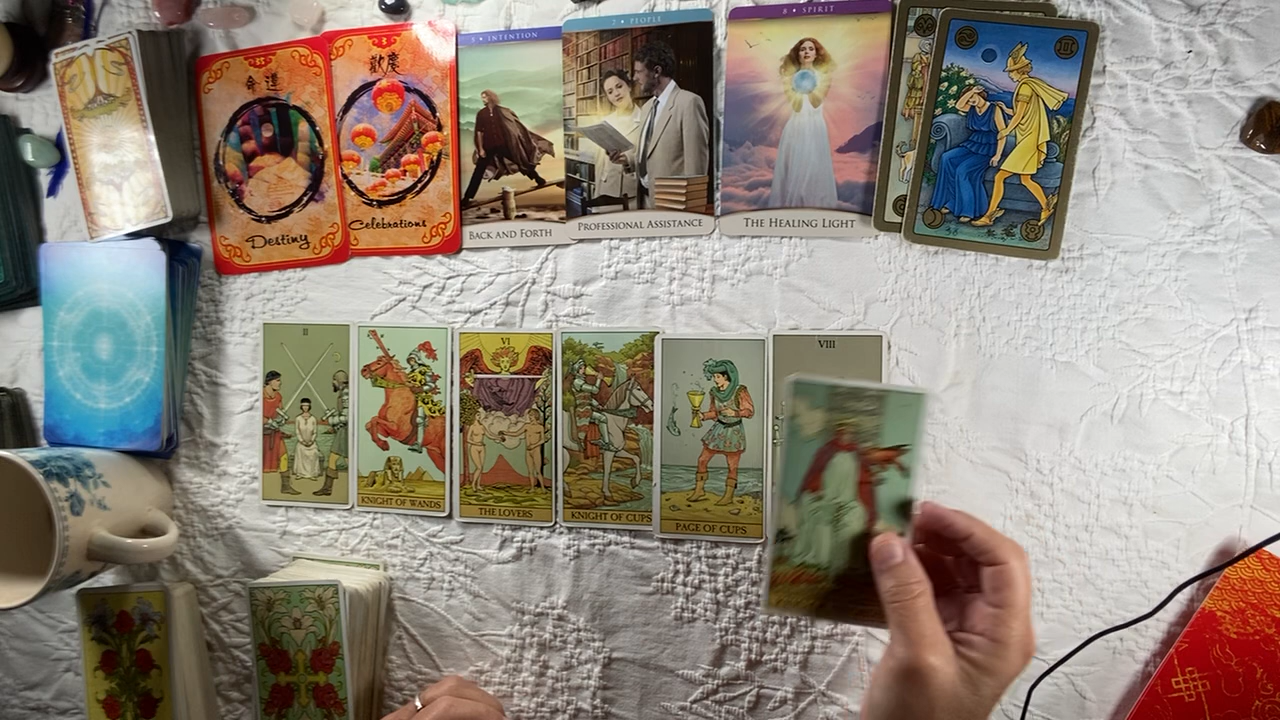 命運
Destiny
歡慶
Celebrations
5 • INTENTION
BACK AND FORTH
7 • PEOPLE
PROFESSIONAL ASSISTANCE
8 • SPIRIT
THE HEALING LIGHT
II
KNIGHT OF WANDS
VI
THE LOVERS
KNIGHT OF CUPS
PAGE OF CUPS
VIII